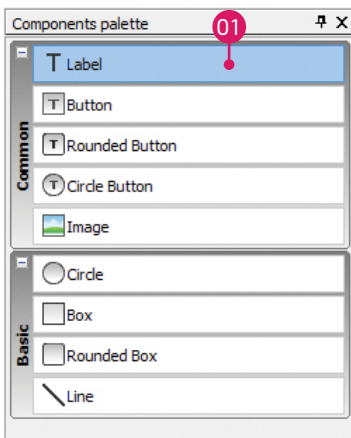 Components palette
01
Common
T Label
T Button
T Rounded Button
T Circle Button
Image
Basic
Circle
Box
Rounded Box
Line